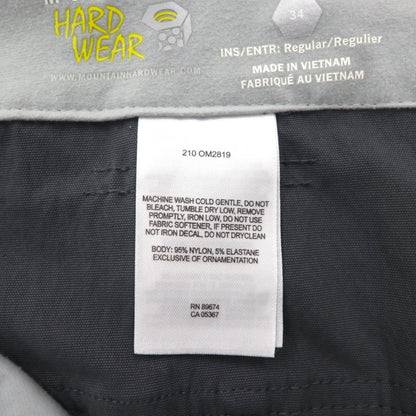 HARD
WEAR
WWW.MOUNTAINHARDWEAR.COM
34
INS/ENTR: Regular/Regulier
MADE IN VIETNAM
FABRIQUÉ AU VIETNAM
210 OM2819
MACHINE WASH COLD GENTLE, DO NOT
BLEACH, TUMBLE DRY LOW, REMOVE
PROMPTLY, IRON LOW, DO NOT USE
FABRIC SOFTENER, IF PRESENT DO
NOT IRON DECAL, DO NOT DRYCLEAN
BODY: 95% NYLON, 5% ELASTANE
EXCLUSIVE OF ORNAMENTATION
RN 89674
CA 05367